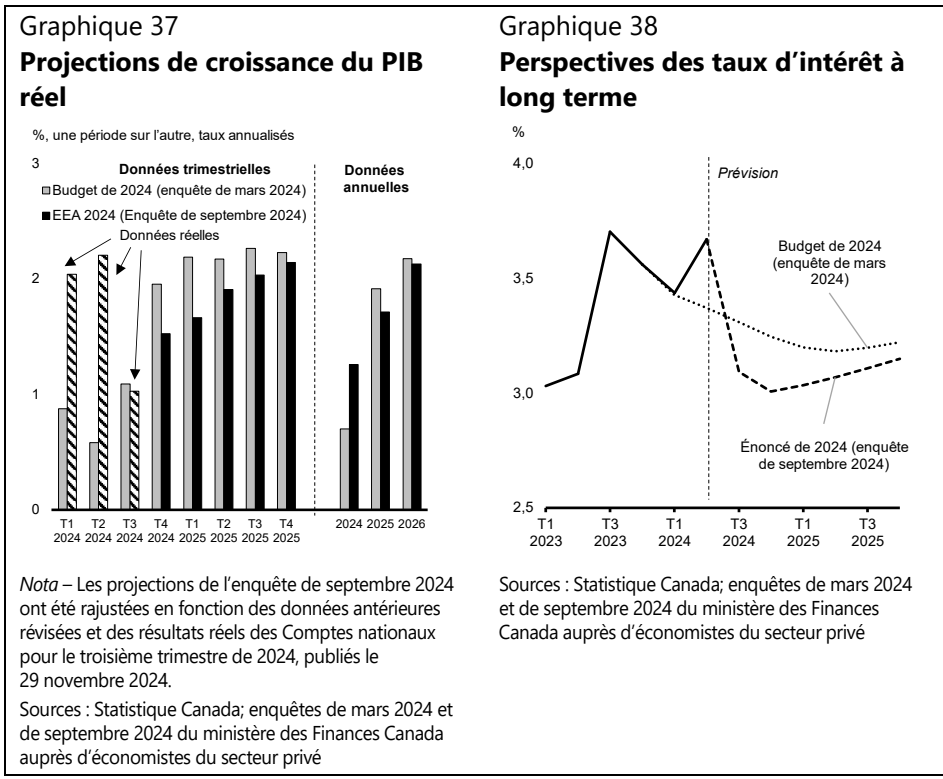 Graphique 37
Projections de croissance du PIB
réel
%, une période sur l'autre, taux annualisés
3
Données trimestrielles
Données
annuelles
Budget de 2024 (enquête de mars 2024)
EEA 2024 (Enquête de septembre 2024)
Données réelles
2
1
0
T1 T2 T3 T4 T1 T2 T3 T4
2024 2024 2024 2024 2025 2025 2025 2025
2024 2025 2026
Nota – Les projections de l'enquête de septembre 2024
ont été rajustées en fonction des données antérieures
révisées et des résultats réels des Comptes nationaux
pour le troisième trimestre de 2024, publiés le
29 novembre 2024.
Sources : Statistique Canada; enquêtes de mars 2024 et
de septembre 2024 du ministère des Finances Canada
auprès d'économistes du secteur privé
Graphique 38
Perspectives des taux d'intérêt à
long terme
%
4,0
Prévision
Budget de 2024
(enquête de mars
2024)
3,5
3,0
Énoncé de 2024 (enquête
de septembre 2024)
2,5
T1 T3 T1 T3 T1 T3
2023 2023 2024 2024 2025 2025
Sources : Statistique Canada; enquêtes de mars 2024
et de septembre 2024 du ministère des Finances
Canada auprès d'économistes du secteur privé